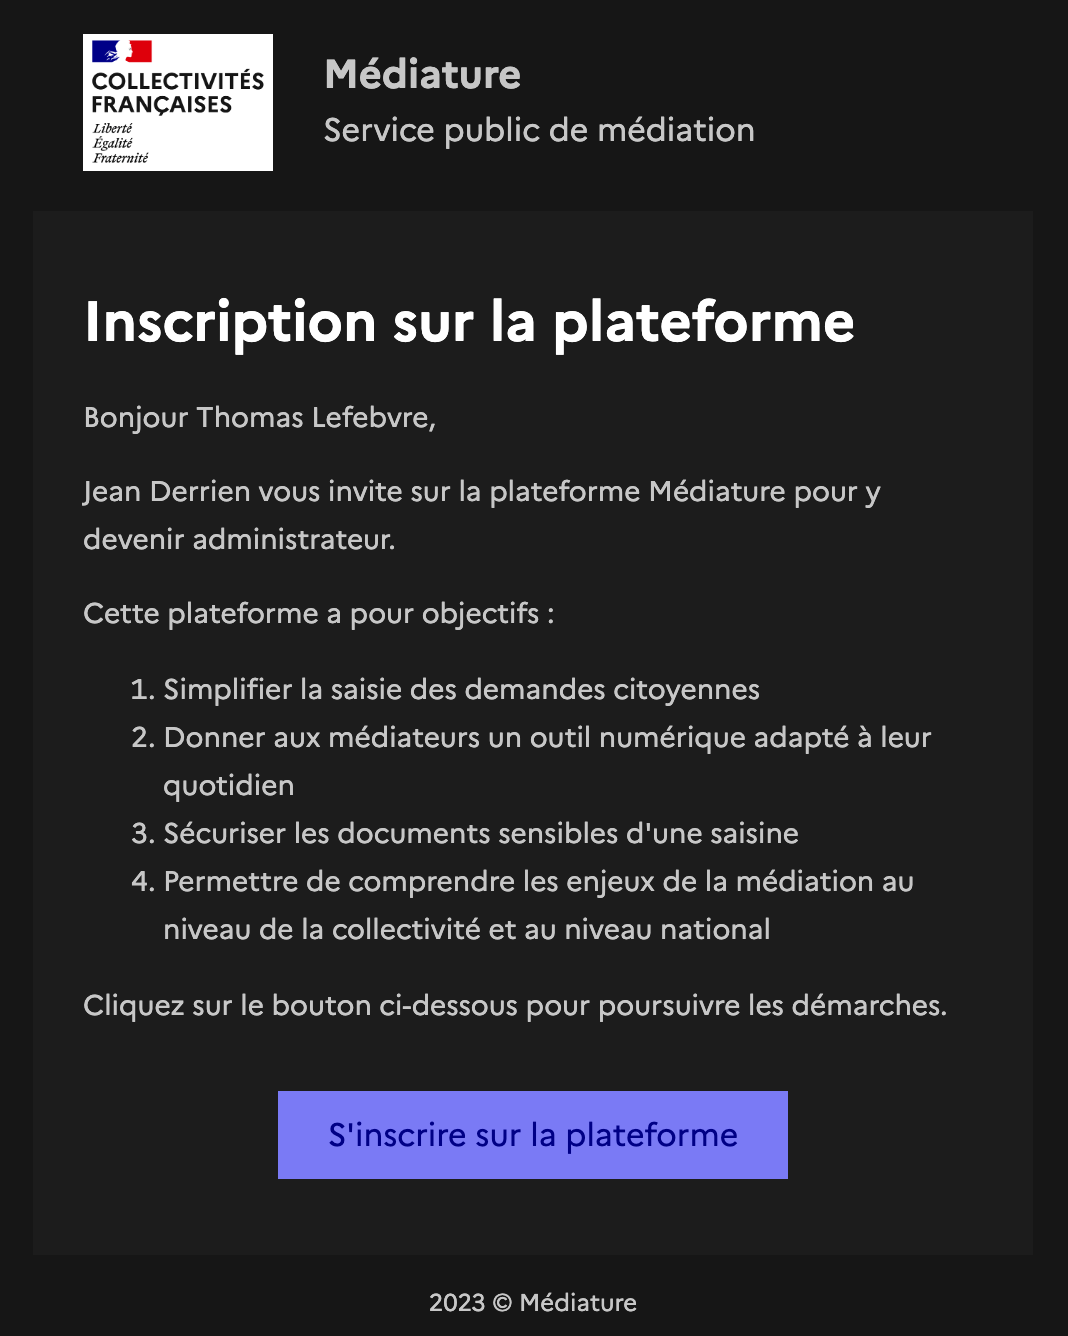 COLLECTIVITÉS
FRANÇAISES
Liberté
Égalité
Fraternité
Médiature
Service public de médiation
Inscription sur la plateforme
Bonjour Thomas Lefebvre,
Jean Derrien vous invite sur la plateforme Médiature pour y
devenir administrateur.
Cette plateforme a pour objectifs :
1. Simplifier la saisie des demandes citoyennes
2. Donner aux médiateurs un outil numérique adapté à leur
quotidien
3. Sécuriser les documents sensibles d'une saisine
4. Permettre de comprendre les enjeux de la médiation au
niveau de la collectivité et au niveau national
Cliquez sur le bouton ci-dessous pour poursuivre les démarches.
S'inscrire sur la plateforme
2023 © Médiature